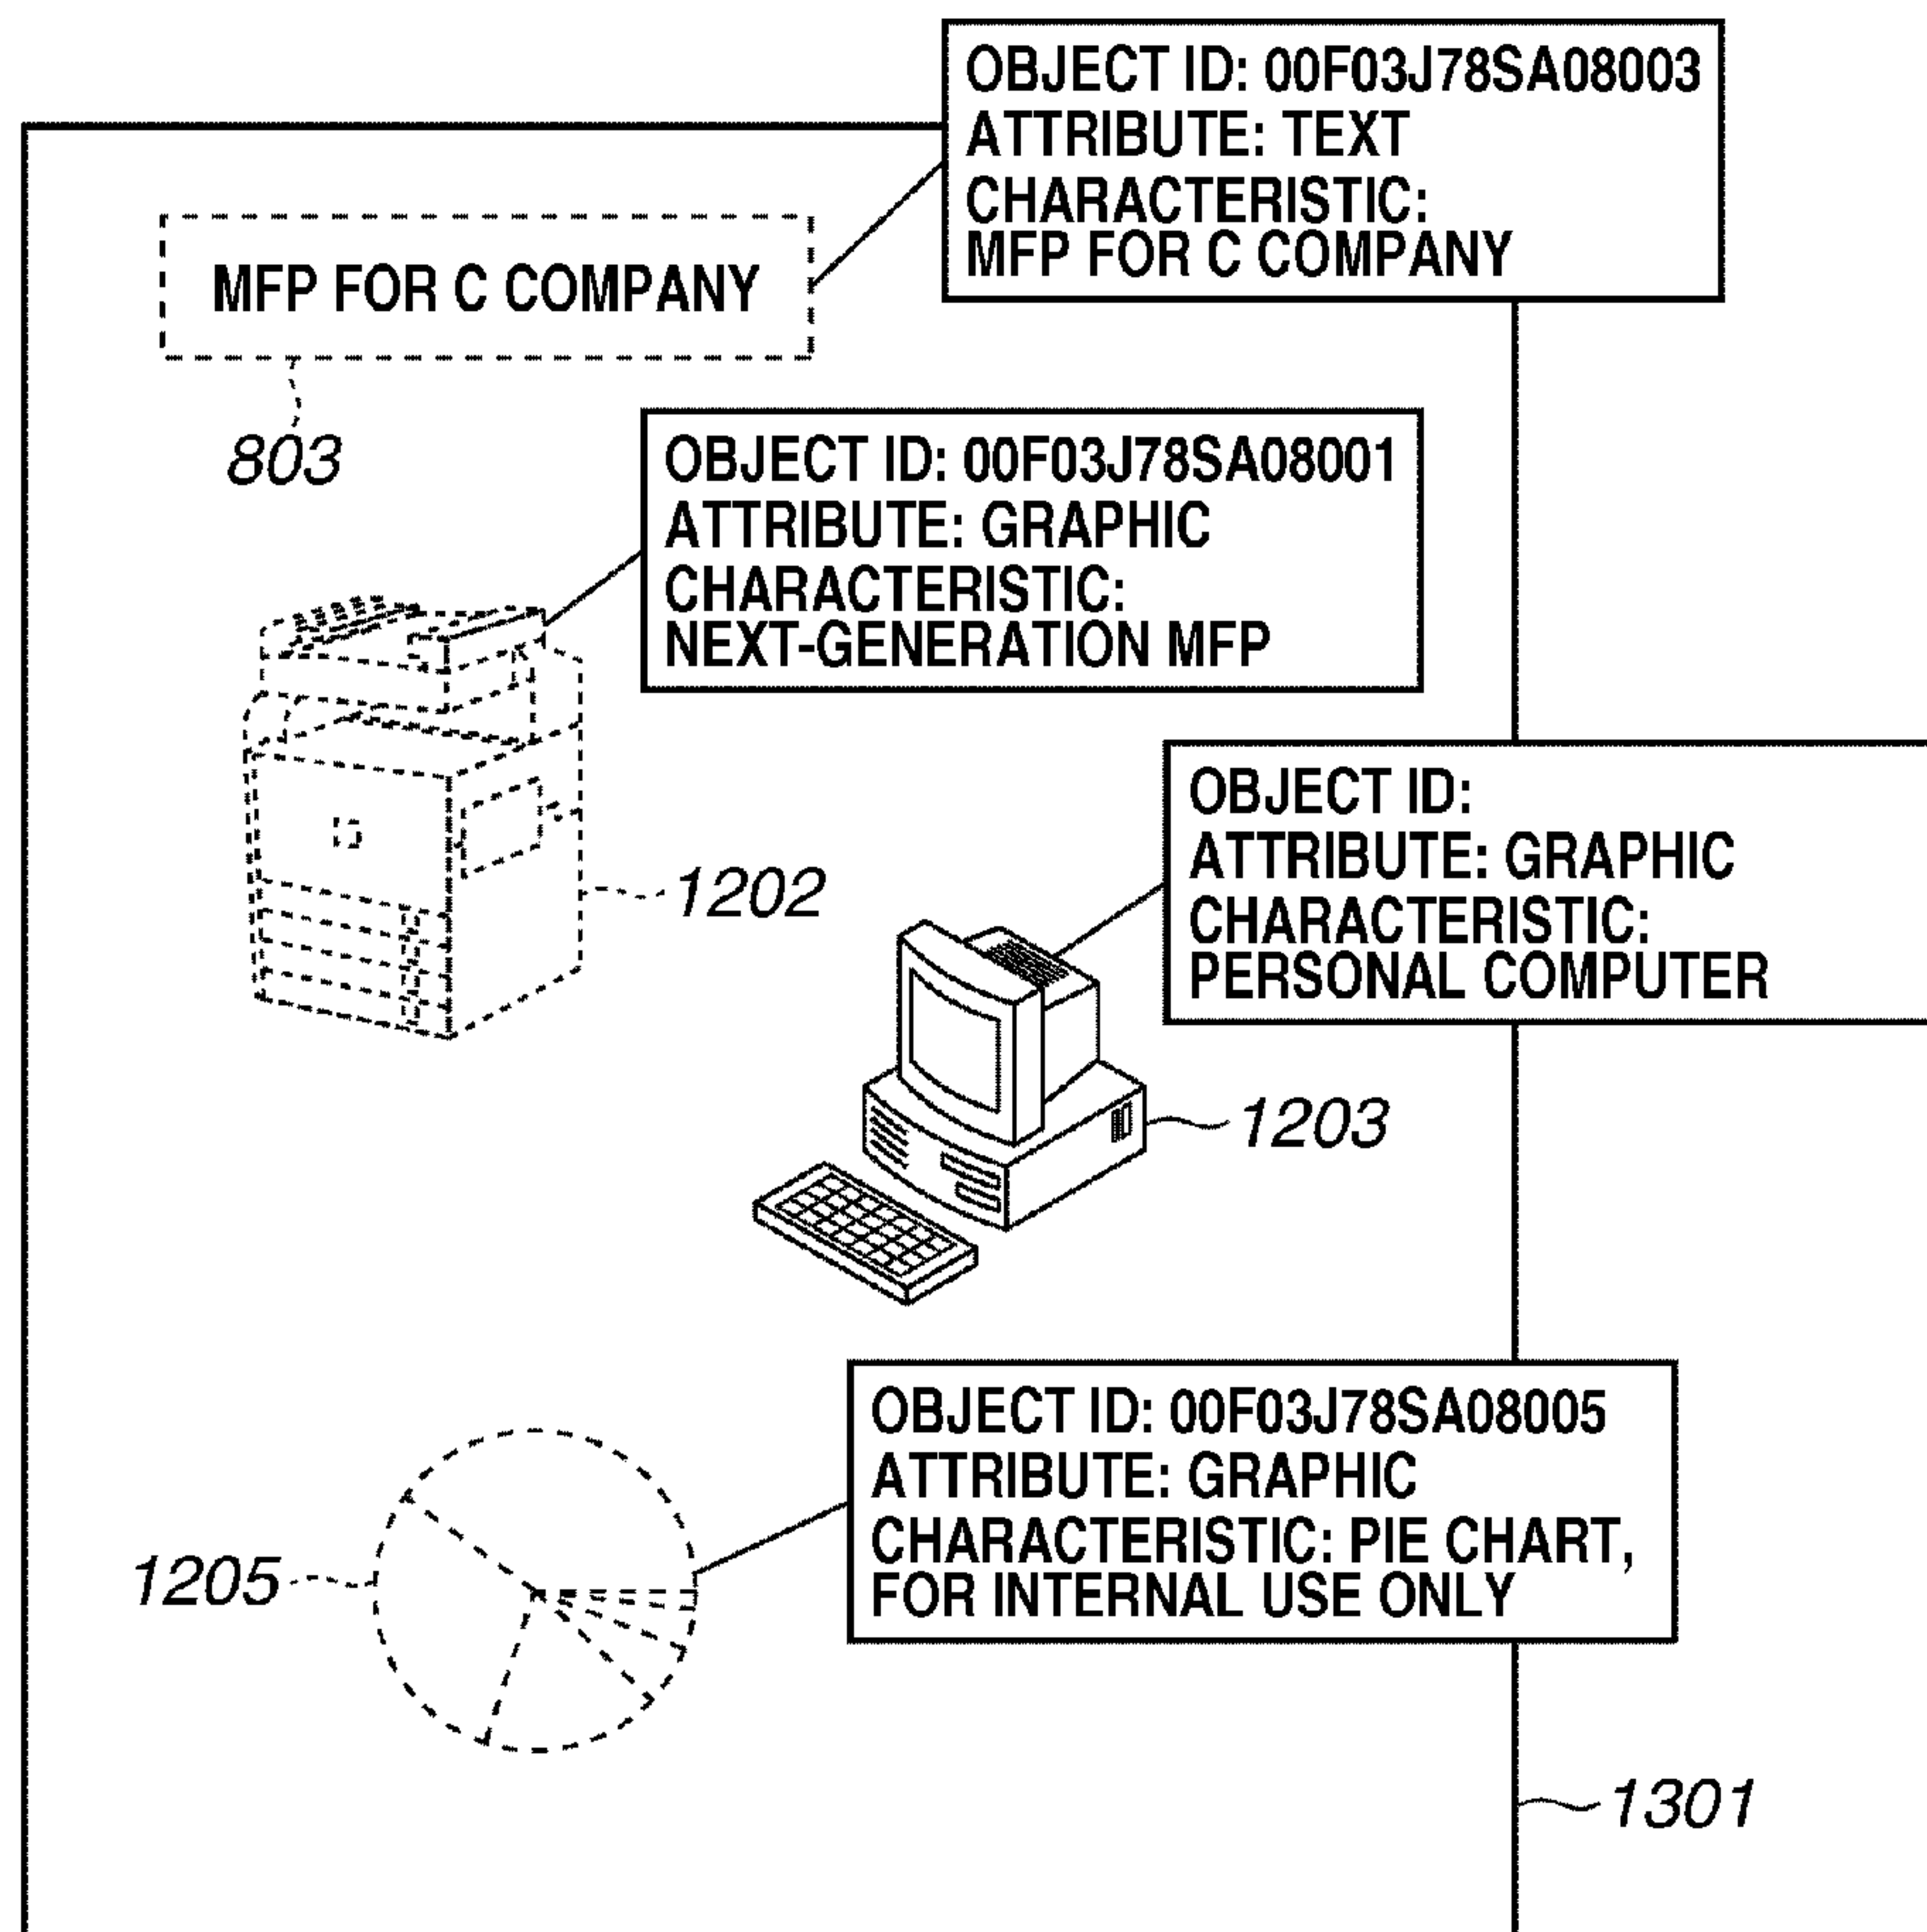 OBJECT ID: 00F03J78SA08003
ATTRIBUTE: TEXT
CHARACTERISTIC:
MFP FOR C COMPANY
MFP FOR C COMPANY
803
OBJECT ID: 00F03J78SA08001
ATTRIBUTE: GRAPHIC
CHARACTERISTIC:
NEXT-GENERATION MFP
1202
OBJECT ID:
ATTRIBUTE: GRAPHIC
CHARACTERISTIC:
PERSONAL COMPUTER
1203
OBJECT ID: 00F03J78SA08005
ATTRIBUTE: GRAPHIC
CHARACTERISTIC: PIE CHART,
FOR INTERNAL USE ONLY
1205
1301